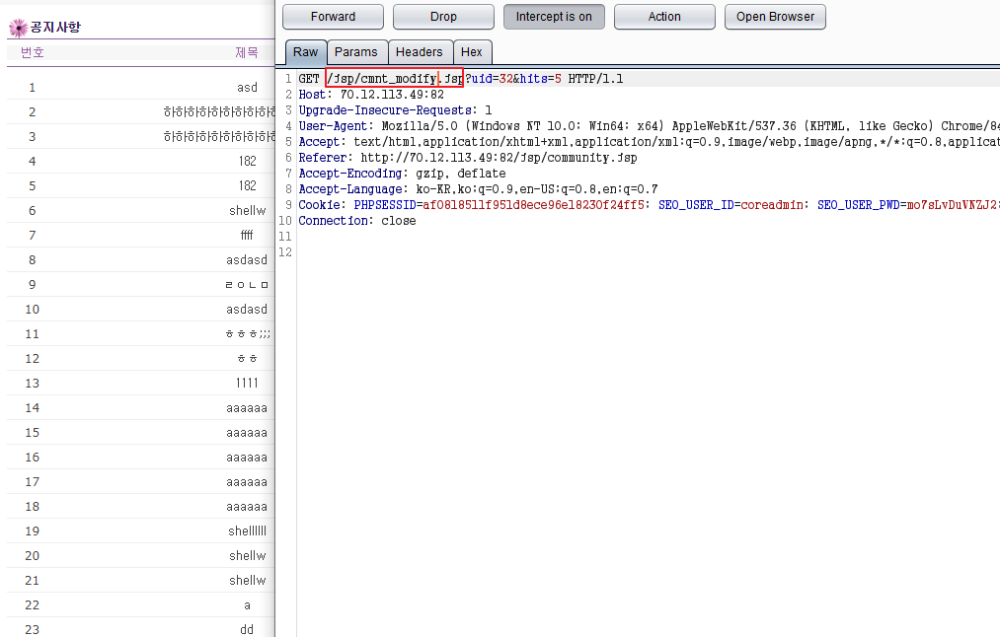 공지사항
번호 제목
1 asd
2 하하하하하하하하하
3 하하하하하하하하하
4 182
5 182
6 shellw
7 ffff
8 asdasd
9 ㄹㅇㄴㅁ
10 asdasd
11 ㅎㅎㅎ;;;
12 ㅎㅎ
13 1111
14 aaaaaa
15 aaaaaa
16 aaaaaa
17 aaaaaa
18 aaaaaa
19 shellllll
20 shellw
21 shellw
22 a
23 dd
Forward Drop Intercept is on Action Open Browser
Raw Params Headers Hex
1 GET /jsp/cmnt_modify.jsp?uid=32&hits=5 HTTP/1.1
2 Host: 70.12.113.49:82
3 Upgrade-Insecure-Requests: 1
4 User-Agent: Mozilla/5.0 (Windows NT 10.0; Win64; x64) AppleWebKit/537.36 (KHTML, like Gecko) Chrome/84
5 Accept: text/html,application/xhtml+xml,application/xml;q=0.9,image/webp,image/apng,*/*;q=0.8,applicat
6 Referer: http://70.12.113.49:82/jsp/community.jsp
7 Accept-Encoding: gzip, deflate
8 Accept-Language: ko-KR,ko;q=0.9,en-US;q=0.8,en;q=0.7
9 Cookie: PHPSESSID=af0818511f951d8ece96e18230f24ff5; SEO_USER_ID=coreadmin; SEO_USER_PWD=mo7sLvDuVNZJ2;
10 Connection: close
11
12